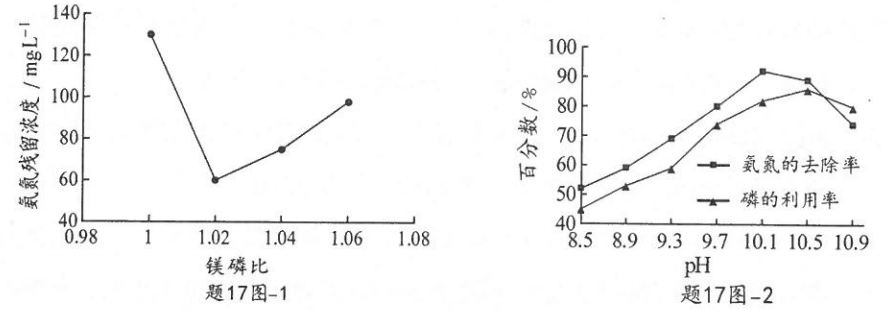 氨氮残留浓度/mgL⁻¹
140
120
100
80
60
40
0.98 1 1.02 1.04 1.06 1.08
镁磷比
题17图-1
百分数/%
100
90
80
70
60
50
40
氨氮的去除率
磷的利用率
8.5 8.9 9.3 9.7 10.1 10.5 10.9
pH
题17图-2